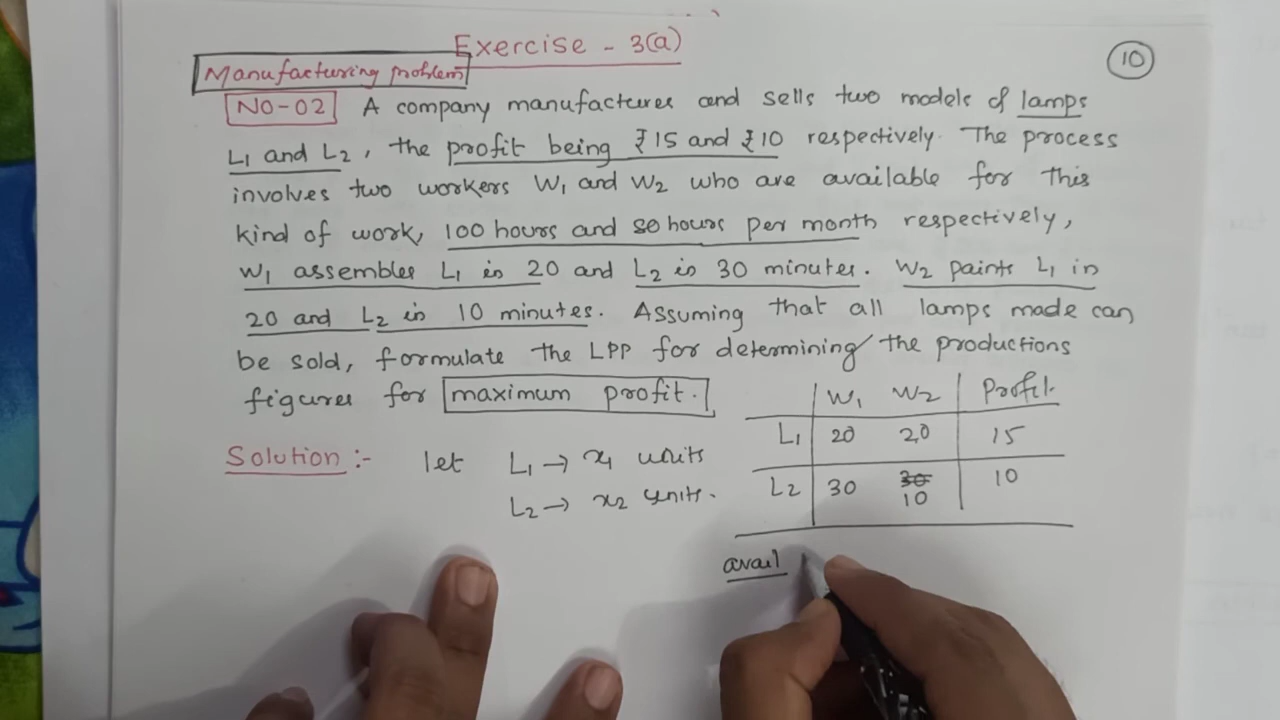 Exercise - 3(a)
10
Manufacturing problem
NO-02 A company manufactures and sells two models of lamps
L1 and L2, the profit being ₹15 and ₹10 respectively. The process
involves two workers W1 and W2 who are available for this
kind of work, 100 hours and 80 hours per month respectively,
W1 assembles L1 in 20 and L2 in 30 minutes. W2 paints L1 in
20 and L2 in 10 minutes. Assuming that all lamps made can
be sold, formulate the LPP for determining the productions
figures for maximum profit.
W1 W2 Profit.
L1 20 20 15
L2 30 30 10
10
Solution :- let L1 → x1 units
L2 → x2 units.
avail